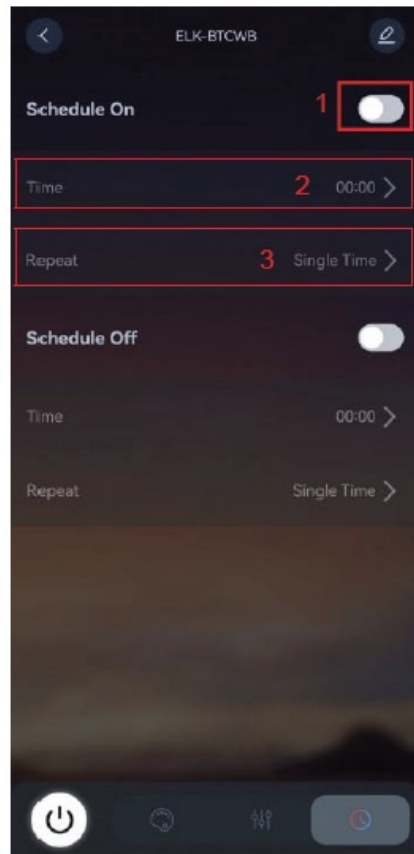 ELK-BTCWB
Schedule On 1
Time 2 00:00
Repeat 3 Single Time
Schedule Off
Time 00:00
Repeat Single Time